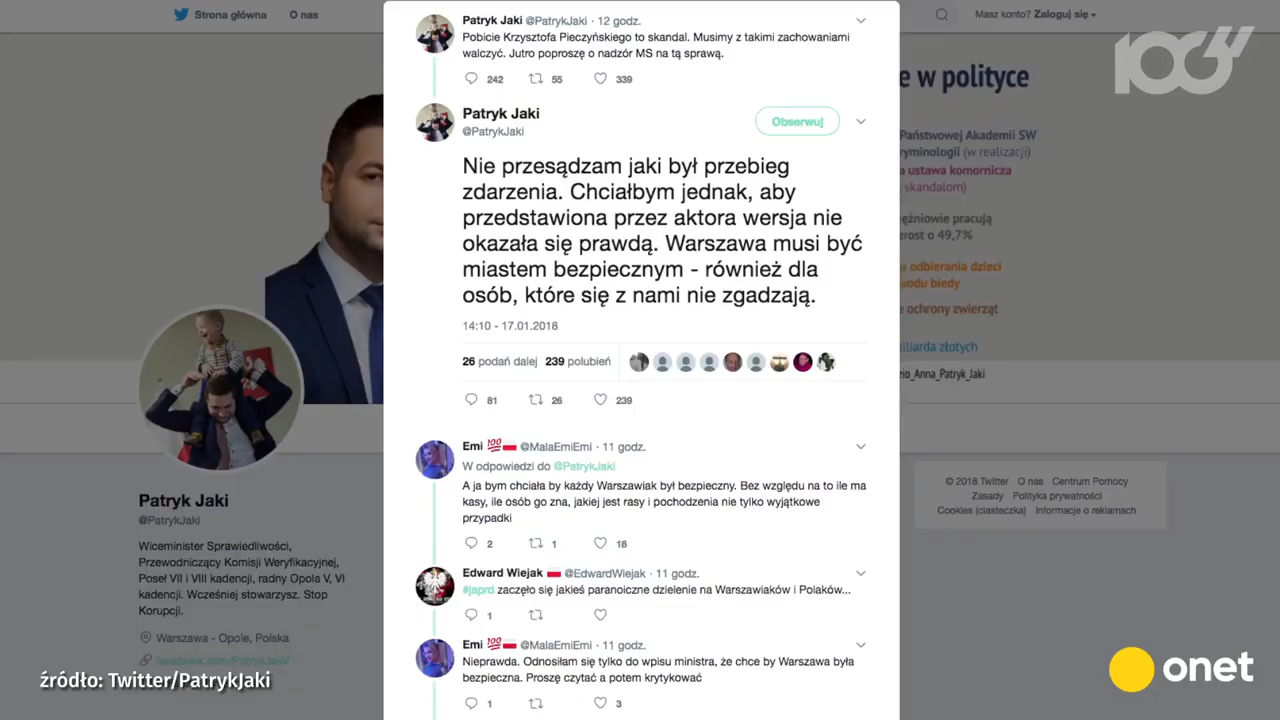 Strona główna
O nas
Masz konto? Zaloguj się
Patryk Jaki @PatrykJaki · 12 godz.
Pobicie Krzysztofa Pieczyńskiego to skandal. Musimy z takimi zachowaniami
walczyć. Jutro poproszę o nadzór MS na tą sprawą.
242 55 339
Patryk Jaki
@PatrykJaki
Obserwuj
Nie przesądzam jaki był przebieg
zdarzenia. Chciałbym jednak, aby
przedstawiona przez aktora wersja nie
okazała się prawdą. Warszawa musi być
miastem bezpiecznym - również dla
osób, które się z nami nie zgadzają.
14:10 - 17.01.2018
26 podań dalej 239 polubień
81 26 239
Emi 💯🇵🇱 @MalaEmiEmi · 11 godz.
W odpowiedzi do @PatrykJaki
A ja bym chciała by każdy Warszawiak był bezpieczny. Bez względu na to ile ma
kasy, ile osób go zna, jakiej jest rasy i pochodzenia nie tylko wyjątkowe
przypadki
2 1 18
Edward Wiejak 🇵🇱 @EdwardWiejak · 11 godz.
#japrd zaczęło się jakieś paranoiczne dzielenie na Warszawiaków i Polaków...
1
Emi 💯🇵🇱 @MalaEmiEmi · 11 godz.
Nieprawda. Odnosiłam się tylko do wpisu ministra, że chce by Warszawa była
bezpieczna. Proszę czytać a potem krytykować
1 3
Patryk Jaki
@PatrykJaki
Wiceminister Sprawiedliwości,
Przewodniczący Komisji Weryfikacyjnej,
Poseł VII i VIII kadencji, radny Opola V, VI
kadencji. Wcześniej stowarzysz. Stop
Korupcji.
Warszawa - Opole, Polska
facebook.com/PatrykJaki/
źródło: Twitter/PatrykJaki
e w polityce
Państwowej Akademii SW
ryminologii (w realizacji)
ustawa komornicza
skandalom)
ęźniowie pracują
zrost o 49,7%
odbierania dzieci
wodu biedy
e ochrony zwierząt
iliarda złotych
zio_Anna_Patryk_Jaki
© 2018 Twitter O nas Centrum Pomocy
Zasady Polityka prywatności
Cookies (ciasteczka) Informacje o reklamach
onet